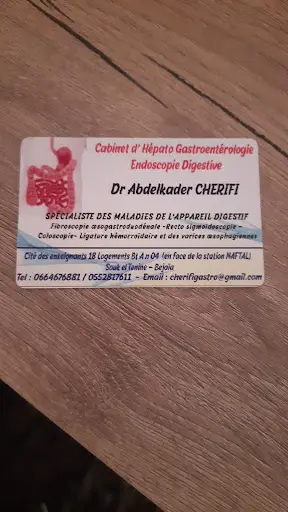 Cabinet d' Hépato Gastroentérologie
Endoscopie Digestive
Dr Abdelkader CHERIFI
SPÉCIALISTE DES MALADIES DE L'APPAREIL DIGESTIF
Fibroscopie œsogastroduodénale -Recto sigmoïdoscopie -
Coloscopie- Ligature hémorroïdaire et des varices œsophagiennes
Cité des enseignants 18 Logements Bt A n 04 (en face de la station NAFTAL)
Souk el Tenine - Bejaia
Tel : 0664676881 / 0552817611 - Email : cherifigastro@gmail.com